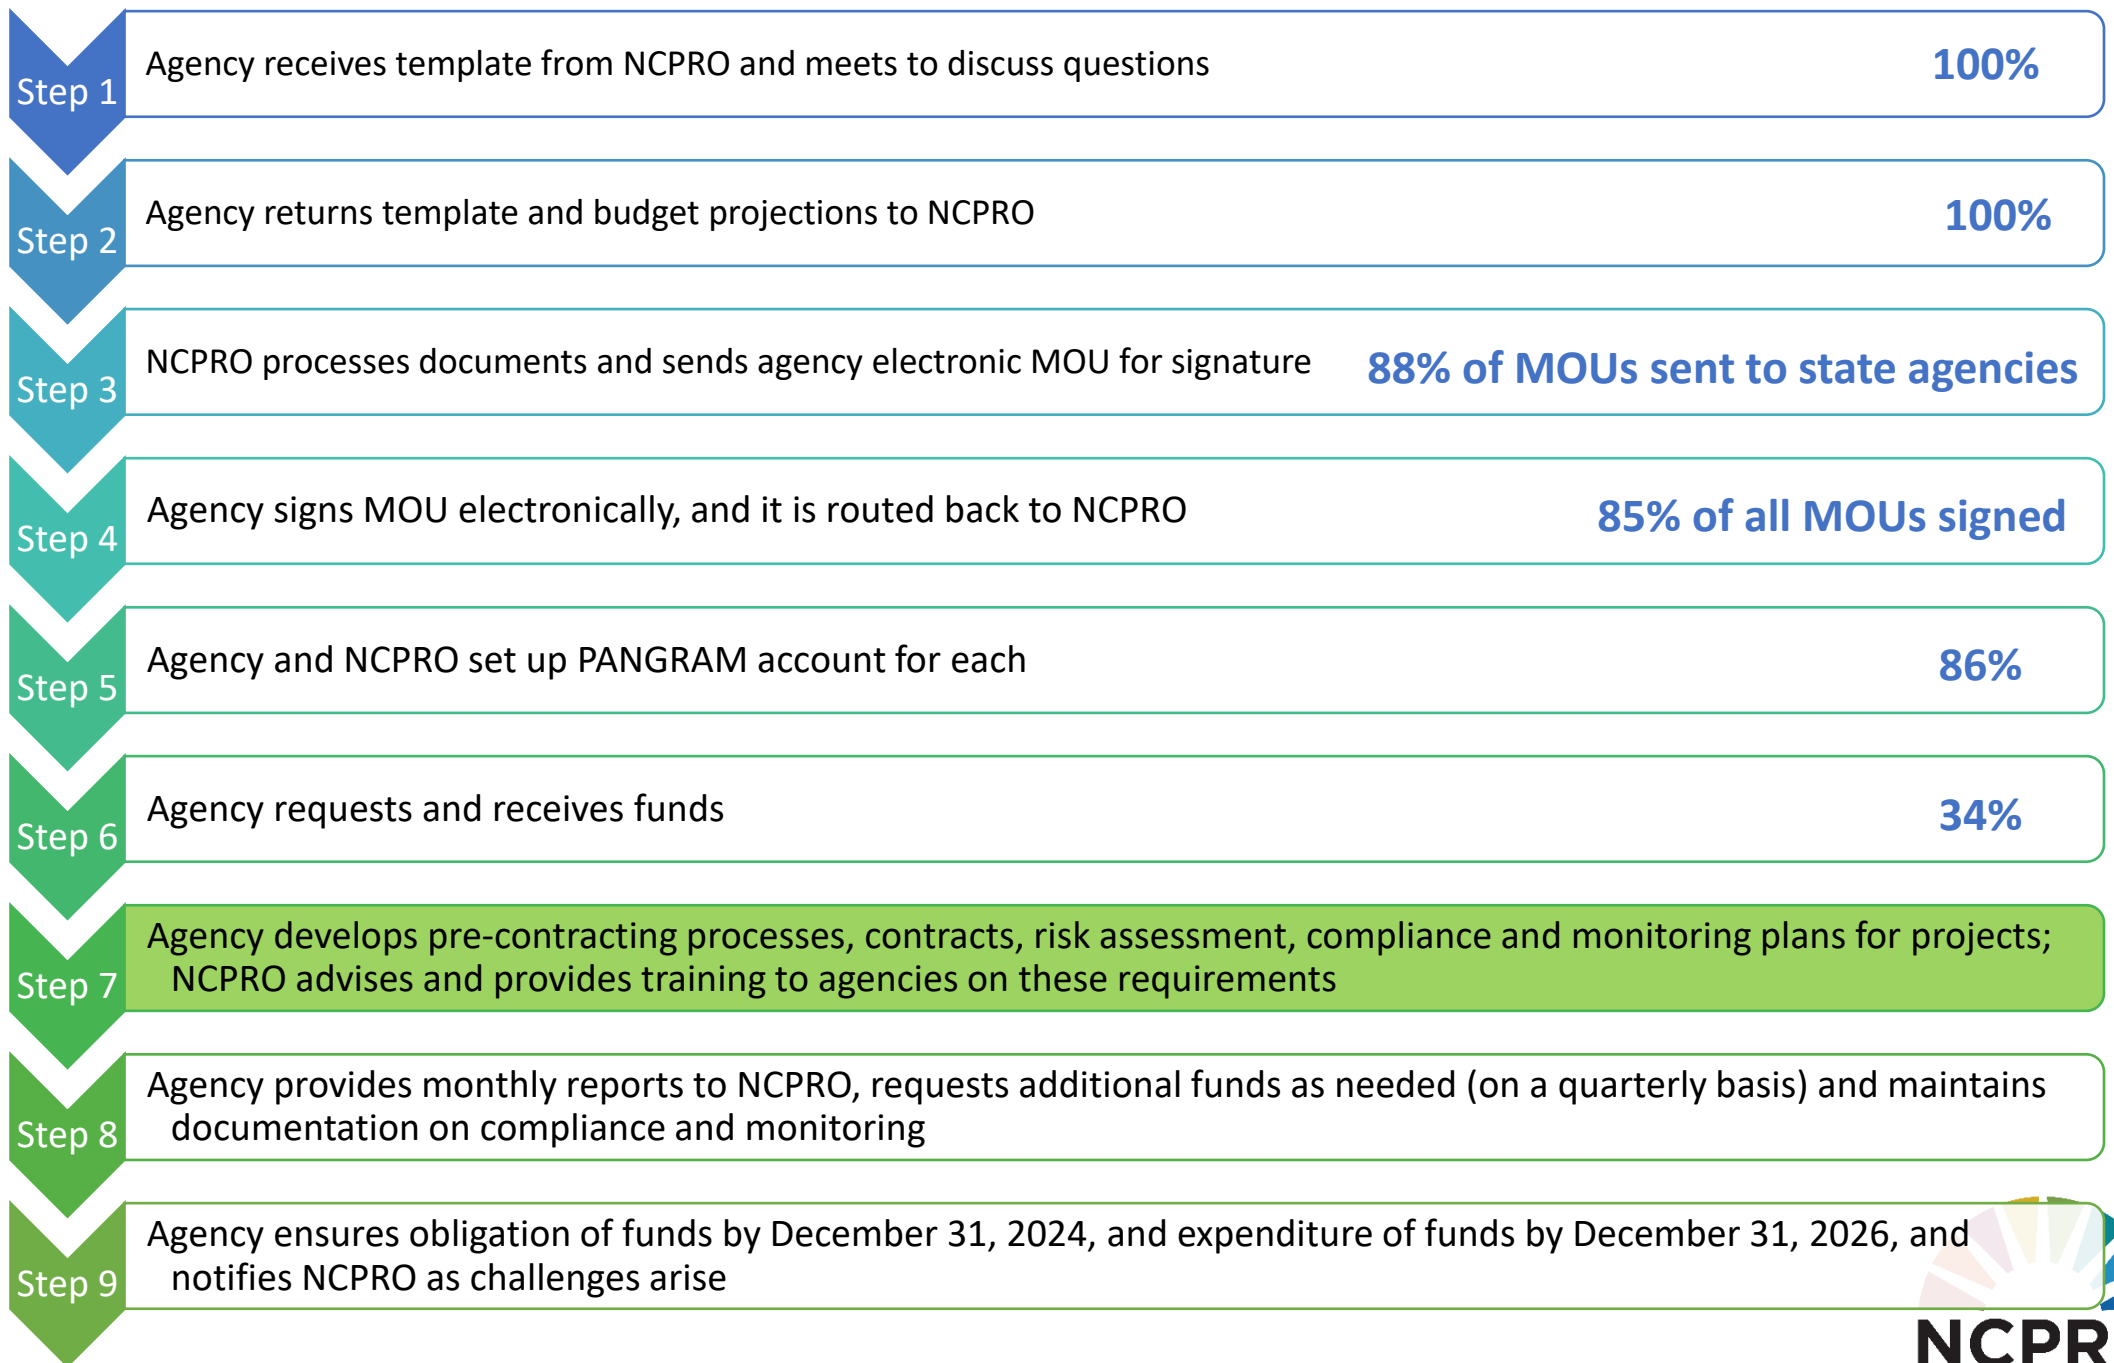 Step 1
Agency receives template from NCPRO and meets to discuss questions
100%
Step 2
Agency returns template and budget projections to NCPRO
100%
Step 3
NCPRO processes documents and sends agency electronic MOU for signature
88% of MOUs sent to state agencies
Step 4
Agency signs MOU electronically, and it is routed back to NCPRO
85% of all MOUs signed
Step 5
Agency and NCPRO set up PANGRAM account for each
86%
Step 6
Agency requests and receives funds
34%
Step 7
Agency develops pre-contracting processes, contracts, risk assessment, compliance and monitoring plans for projects;
NCPRO advises and provides training to agencies on these requirements
Step 8
Agency provides monthly reports to NCPRO, requests additional funds as needed (on a quarterly basis) and maintains
documentation on compliance and monitoring
Step 9
Agency ensures obligation of funds by December 31, 2024, and expenditure of funds by December 31, 2026, and
notifies NCPRO as challenges arise
NCPR